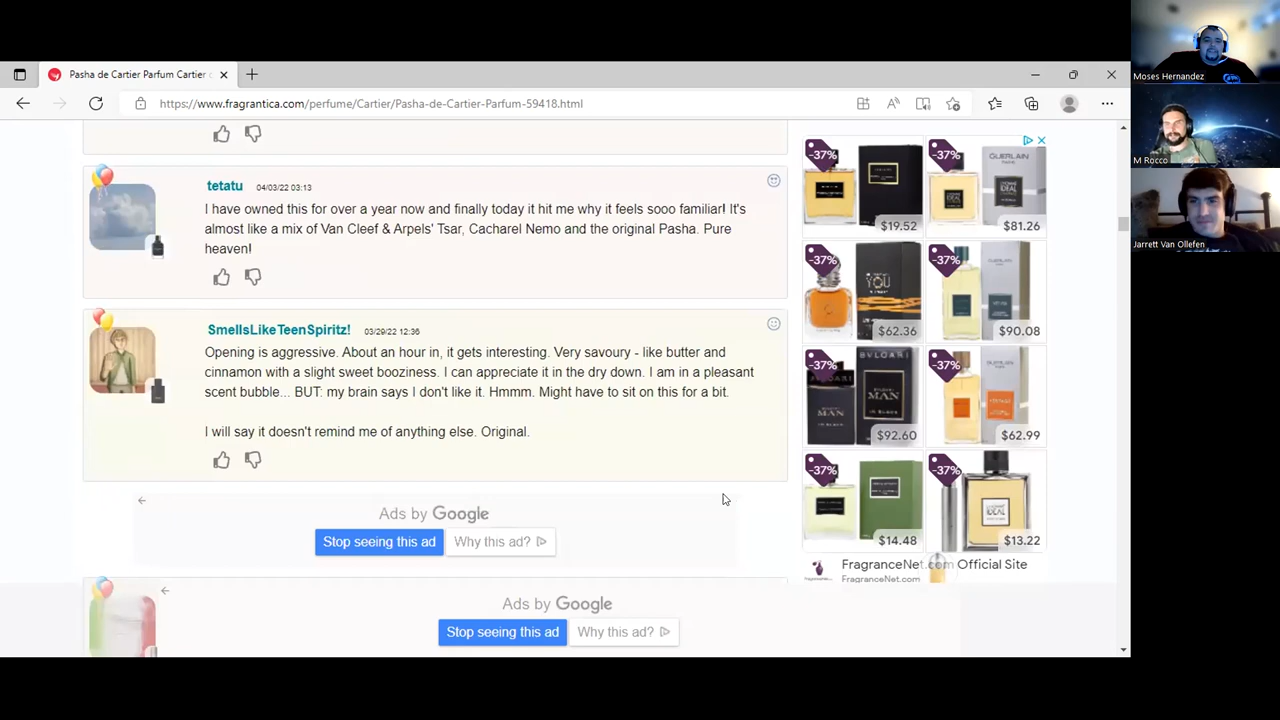 Pasha de Cartier Parfum Cartier
https://www.fragrantica.com/perfume/Cartier/Pasha-de-Cartier-Parfum-59418.html
Moses Hernandez
M Rocco
Jarrett Van Ollefen
tetatu 04/03/22 03:13
I have owned this for over a year now and finally today it hit me why it feels sooo familiar! It's
almost like a mix of Van Cleef & Arpels' Tsar, Cacharel Nemo and the original Pasha. Pure
heaven!
SmellsLikeTeenSpiritz! 03/29/22 12:36
Opening is aggressive. About an hour in, it gets interesting. Very savoury - like butter and
cinnamon with a slight sweet booziness. I can appreciate it in the dry down. I am in a pleasant
scent bubble... BUT: my brain says I don't like it. Hmmm. Might have to sit on this for a bit.
I will say it doesn't remind me of anything else. Original.
Ads by Google
Stop seeing this ad Why this ad?
Ads by Google
Stop seeing this ad Why this ad?
-37% $19.52
-37% GUERLAIN $81.26
-37% YOU $62.36
-37% $90.08
-37% BVLGARI MAN $92.60
-37% $62.99
-37% $14.48
-37% IDEAL $13.22
FragranceNet.com Official Site
FragranceNet.com